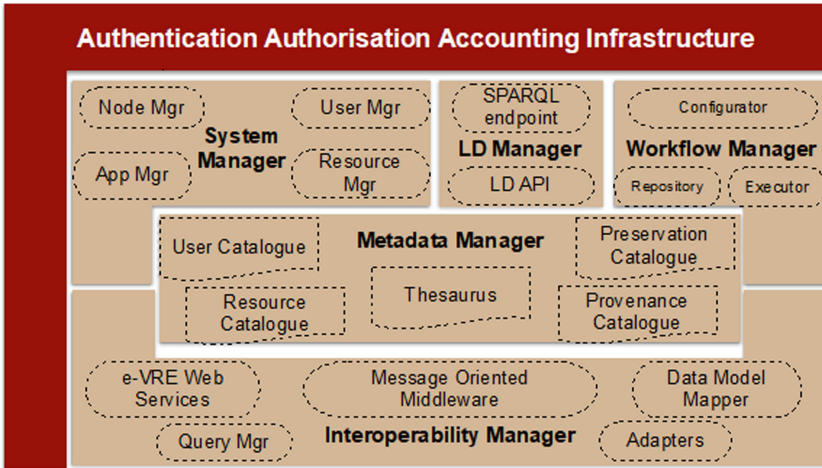 Authentication Authorisation Accounting Infrastructure
Node Mgr
User Mgr
System
Manager
App Mgr
Resource
Mgr
SPARQL
endpoint
LD Manager
LD API
Configurator
Workflow Manager
Repository
Executor
User Catalogue
Metadata Manager
Preservation
Catalogue
Resource
Catalogue
Thesaurus
Provenance
Catalogue
e-VRE Web
Services
Message Oriented
Middleware
Data Model
Mapper
Query Mgr
Interoperability Manager
Adapters